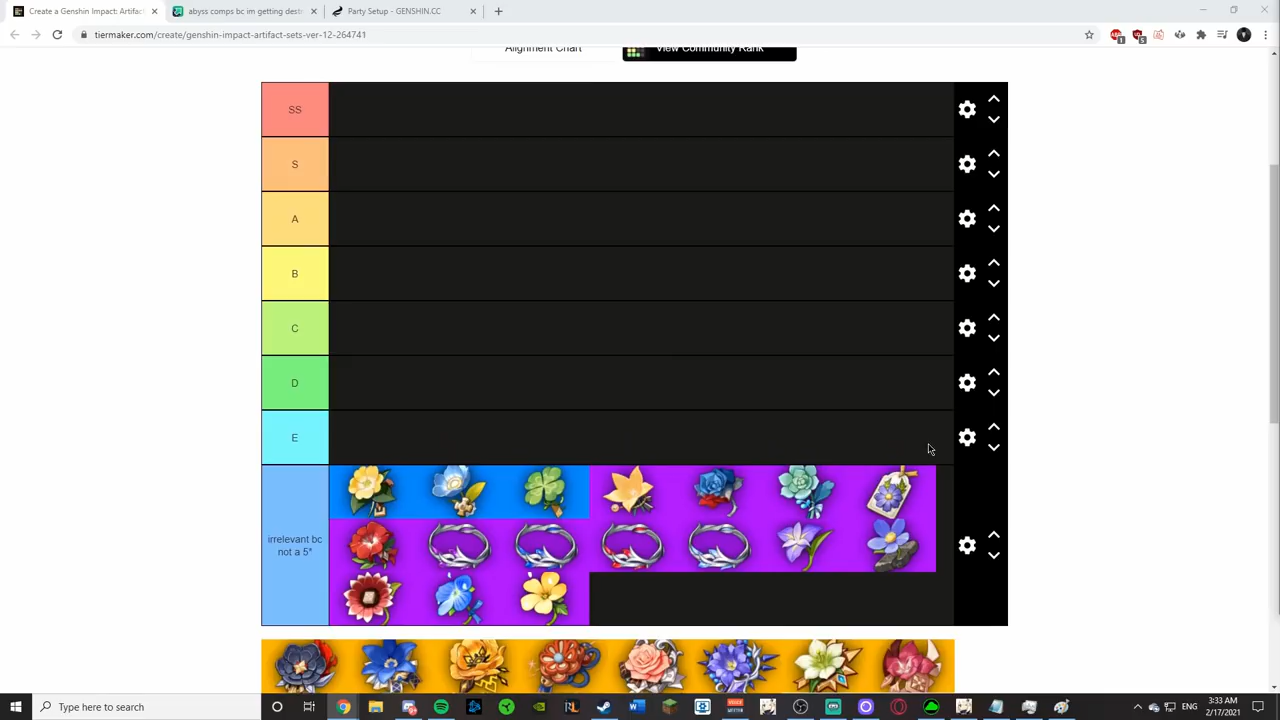 Create a Genshin Impact: Artifac
abyss comps bc im getting desto
Party Setup - GENSHIN.CC
tiermaker.com/create/genshin-impact-artifact-sets-ver-12-264741
Alignment Chart
View Community Rank
SS
S
A
B
C
D
E
irrelevant bc
not a 5*
Type here to search
ENG
3:33 AM
2/17/2021